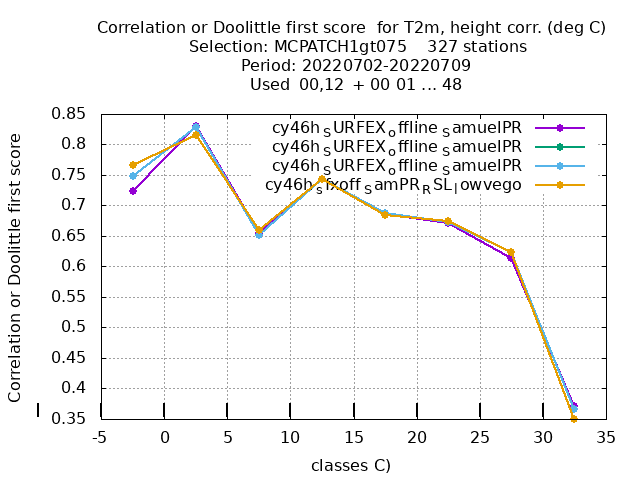 Correlation or Doolittle first score for T2m, height corr. (deg C)
Selection: MCPATCH1gt075 327 stations
Period: 20220702-20220709
Used 00,12 + 00 01 ... 48
cy46h_SURFEX_offline_SamuelPR
cy46h_SURFEX_offline_SamuelPR
cy46h_SURFEX_offline_SamuelPR
cy46h_sfxoff_SamPR_RSL_lowvego
Correlation or Doolittle first score
0.85
0.8
0.75
0.7
0.65
0.6
0.55
0.5
0.45
0.4
0.35
-5 0 5 10 15 20 25 30 35
classes C)